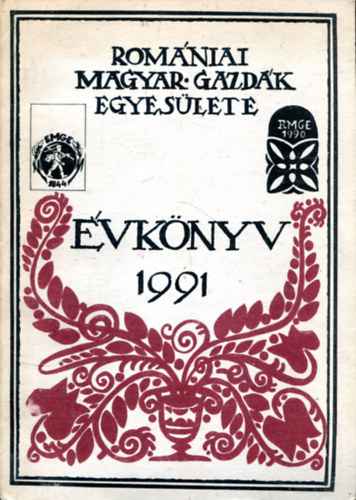 ROMÁNIAI
MAGYAR·GAZDÁK
EGYESÜLETE
EMGE
1844
RMGE
1990
ÉVKÖNYV
1991